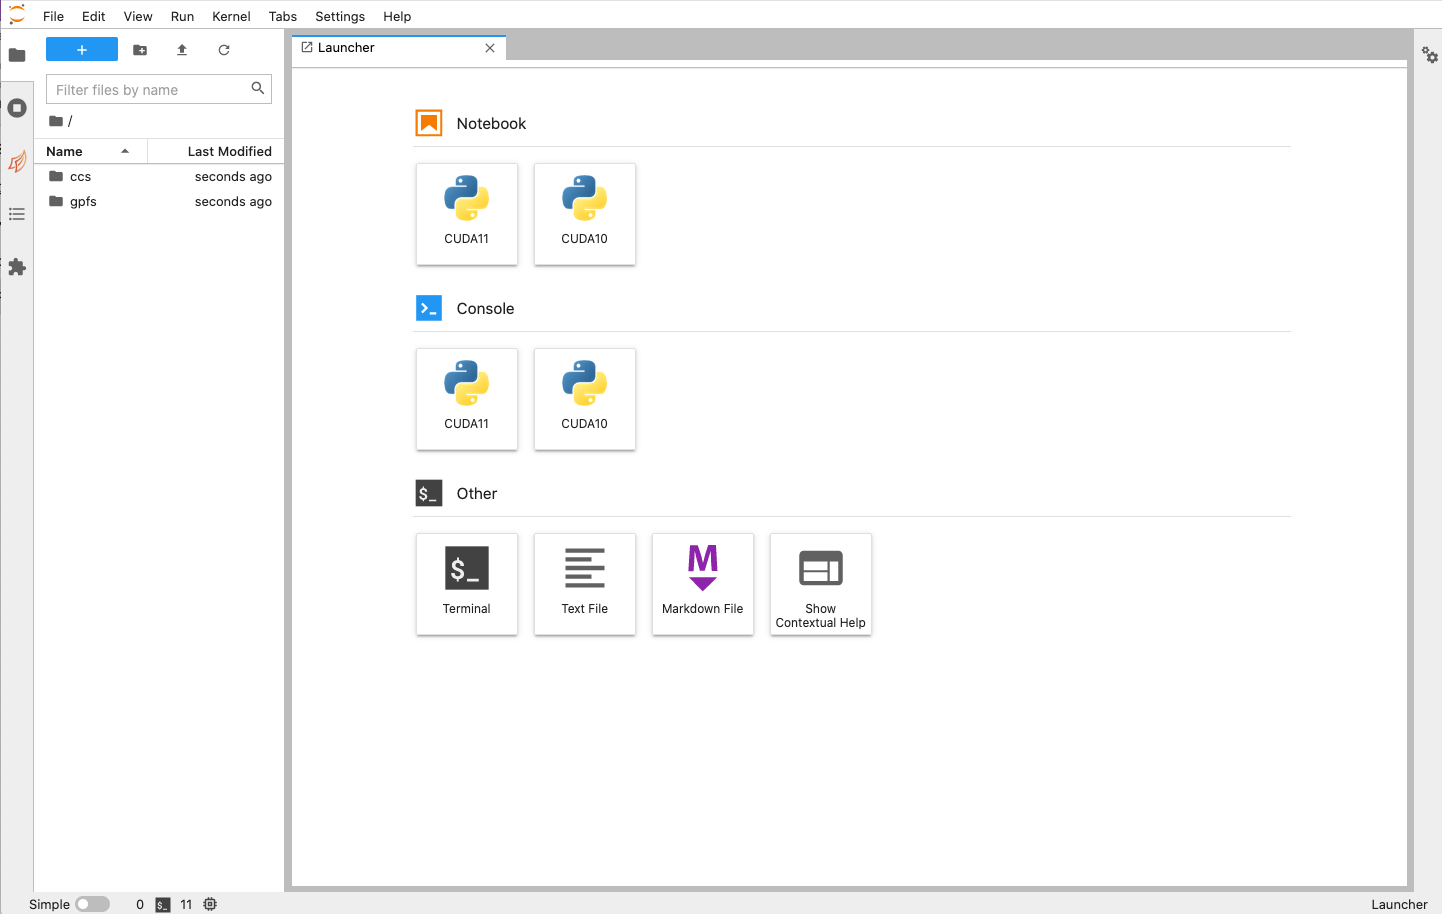 File Edit View Run Kernel Tabs Settings Help
+
Launcher
Filter files by name
/
Name Last Modified
ccs seconds ago
gpfs seconds ago
Notebook
CUDA11 CUDA10
Console
CUDA11 CUDA10
$_ Other
$_ M
Terminal Text File Markdown File Show
Contextual Help
Simple 0 $_ 11 Launcher